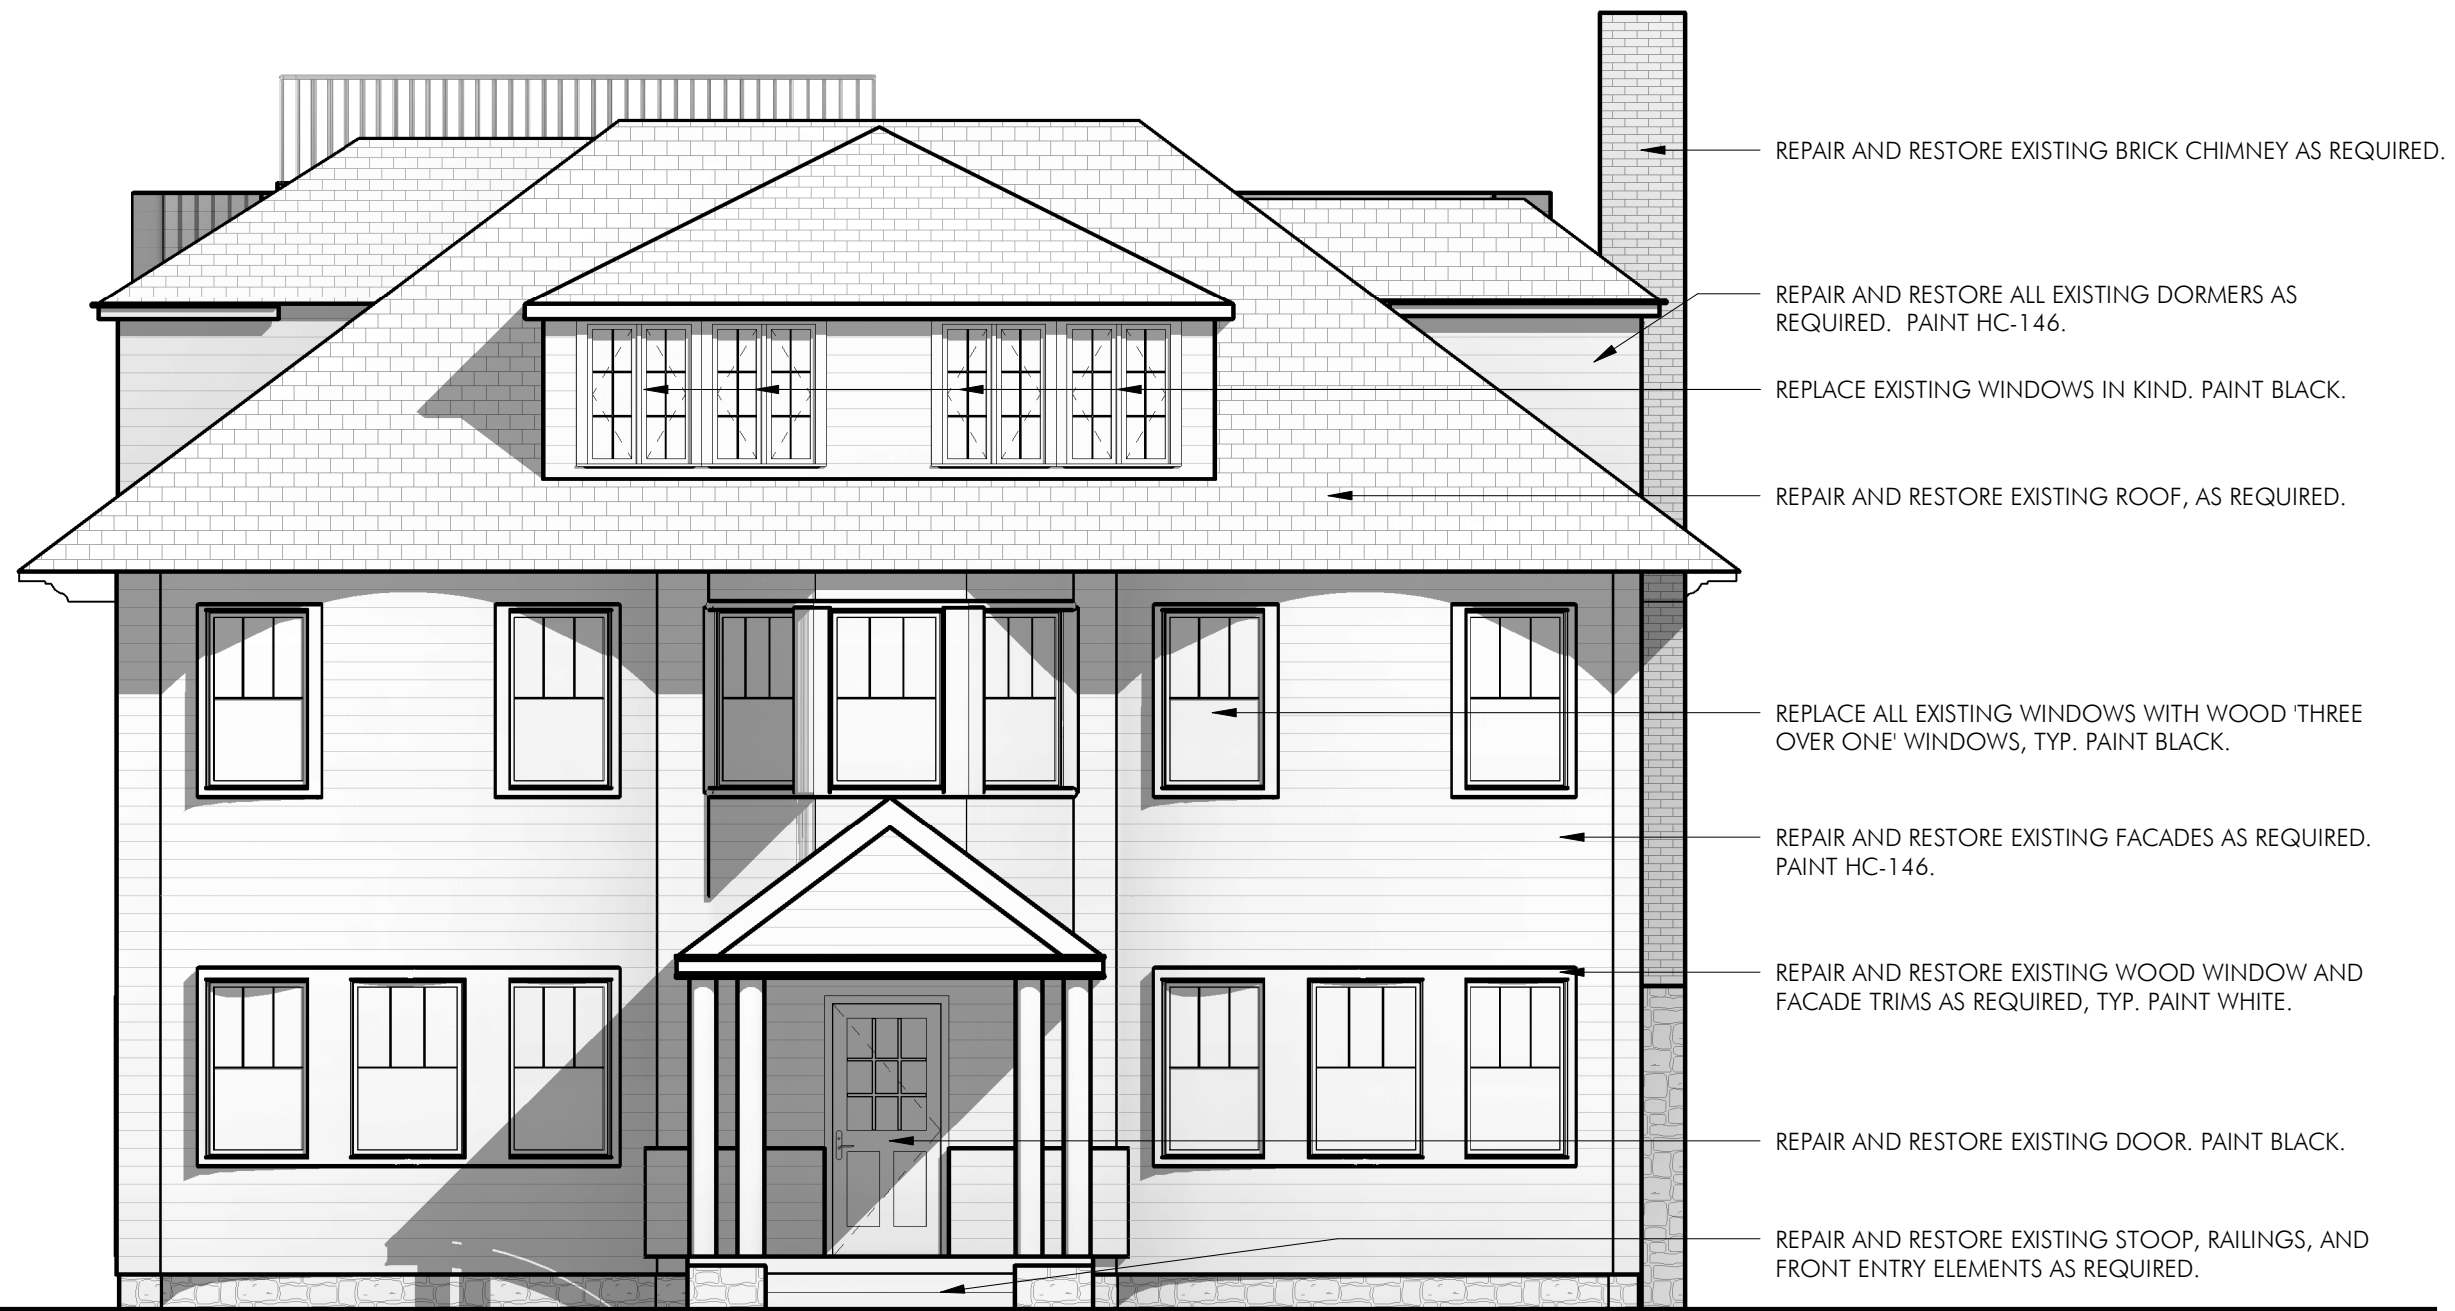 REPAIR AND RESTORE EXISTING BRICK CHIMNEY AS REQUIRED.
REPAIR AND RESTORE ALL EXISTING DORMERS AS
REQUIRED.  PAINT HC-146.
REPLACE EXISTING WINDOWS IN KIND. PAINT BLACK.
REPAIR AND RESTORE EXISTING ROOF, AS REQUIRED.
REPLACE ALL EXISTING WINDOWS WITH WOOD 'THREE
OVER ONE' WINDOWS, TYP. PAINT BLACK.
REPAIR AND RESTORE EXISTING FACADES AS REQUIRED.
PAINT HC-146.
REPAIR AND RESTORE EXISTING WOOD WINDOW AND
FACADE TRIMS AS REQUIRED, TYP. PAINT WHITE.
REPAIR AND RESTORE EXISTING DOOR. PAINT BLACK.
REPAIR AND RESTORE EXISTING STOOP, RAILINGS, AND
FRONT ENTRY ELEMENTS AS REQUIRED.